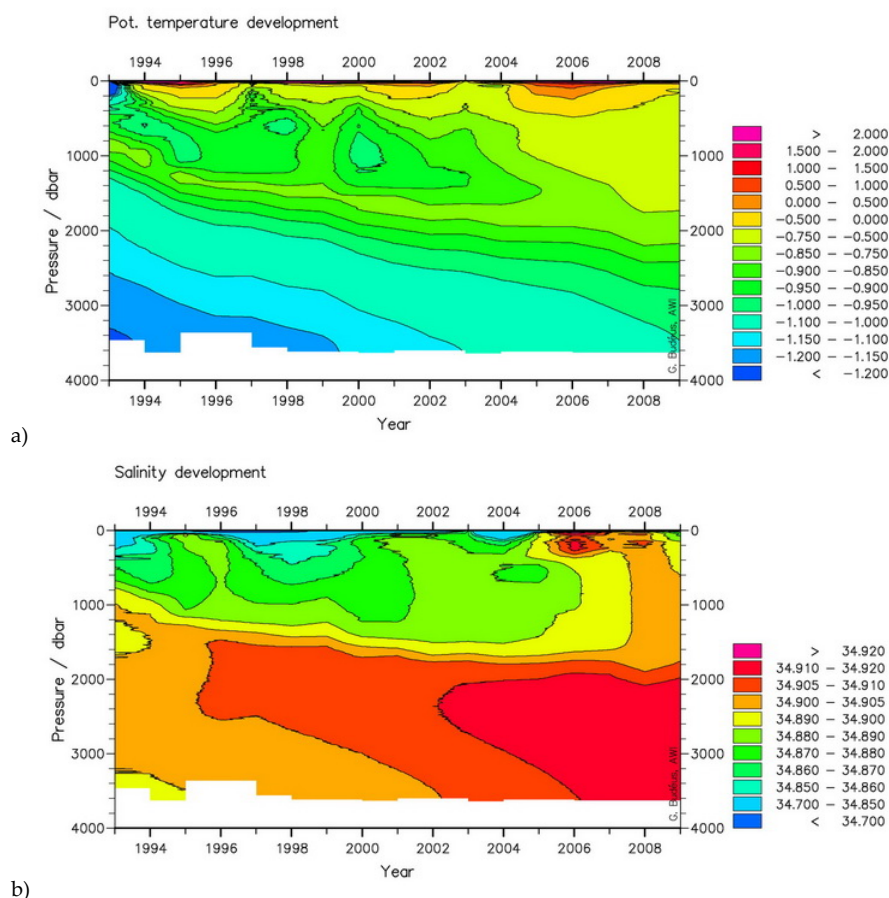 Pot. temperature development
1994 1996 1998 2000 2002 2004 2006 2008
0 0
1000 1000
2000 2000
3000 3000
4000 4000
Pressure / dbar
G. Budéus, AWI
1994 1996 1998 2000 2002 2004 2006 2008
Year
> 2.000
1.500 – 2.000
1.000 – 1.500
0.500 – 1.000
0.000 – 0.500
-0.500 – 0.000
-0.750 – -0.500
-0.850 – -0.750
-0.900 – -0.850
-0.950 – -0.900
-1.000 – -0.950
-1.100 – -1.000
-1.150 – -1.100
-1.200 – -1.150
< -1.200
a)
Salinity development
1994 1996 1998 2000 2002 2004 2006 2008
0 0
1000 1000
2000 2000
3000 3000
4000 4000
Pressure / dbar
G. Budéus, AWI
1994 1996 1998 2000 2002 2004 2006 2008
Year
> 34.920
34.910 – 34.920
34.905 – 34.910
34.900 – 34.905
34.890 – 34.900
34.880 – 34.890
34.870 – 34.880
34.860 – 34.870
34.850 – 34.860
34.700 – 34.850
< 34.700
b)